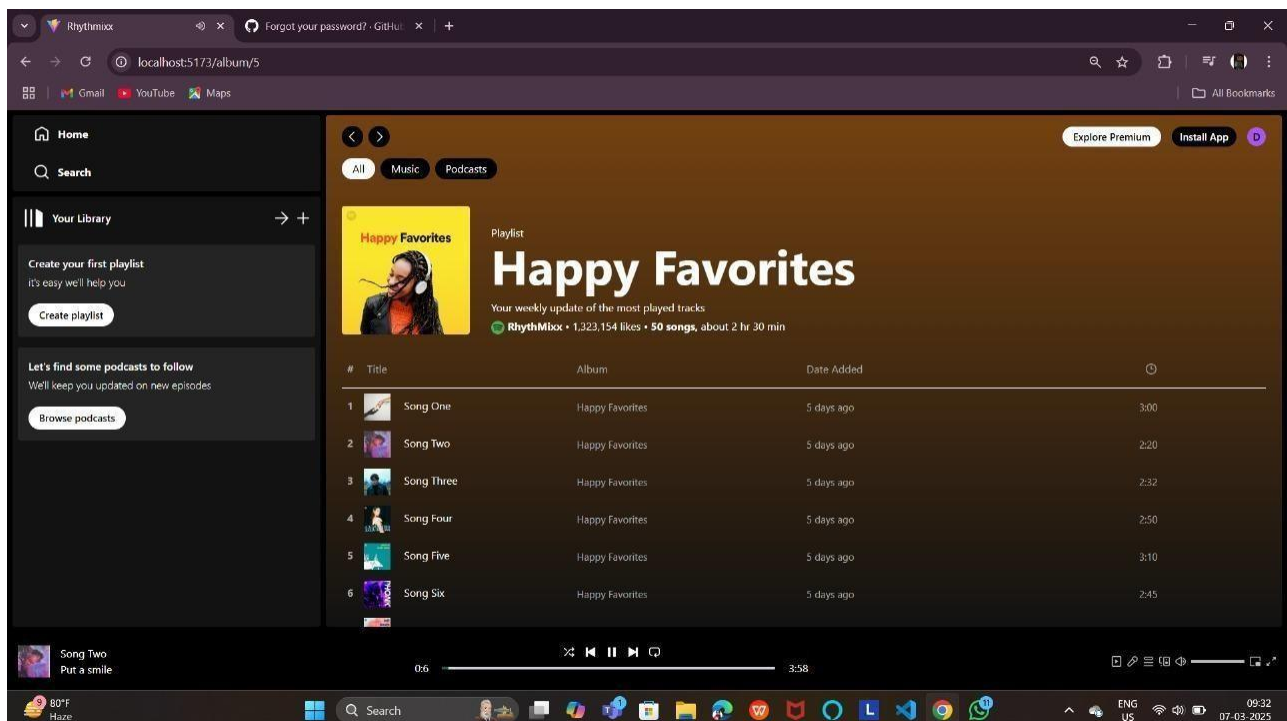 Rhythmixx
Forgot your password? · GitHu
localhost:5173/album/5
Gmail YouTube Maps
All Bookmarks
Home
Search
Your Library
Create your first playlist
it's easy we'll help you
Create playlist
Let's find some podcasts to follow
We'll keep you updated on new episodes
Browse podcasts
Explore Premium Install App D
All Music Podcasts
Happy Favorites
Playlist
Happy Favorites
Your weekly update of the most played tracks
RhythMixx • 1,323,154 likes • 50 songs, about 2 hr 30 min
# Title Album Date Added
1 Song One Happy Favorites 5 days ago 3:00
2 Song Two Happy Favorites 5 days ago 2:20
3 Song Three Happy Favorites 5 days ago 2:32
4 Song Four Happy Favorites 5 days ago 2:50
5 Song Five Happy Favorites 5 days ago 3:10
6 Song Six Happy Favorites 5 days ago 2:45
Song Two
Put a smile
0:6 3:58
9 80°F
Haze
Search
L
ENG
US
09:32
07-03-2025